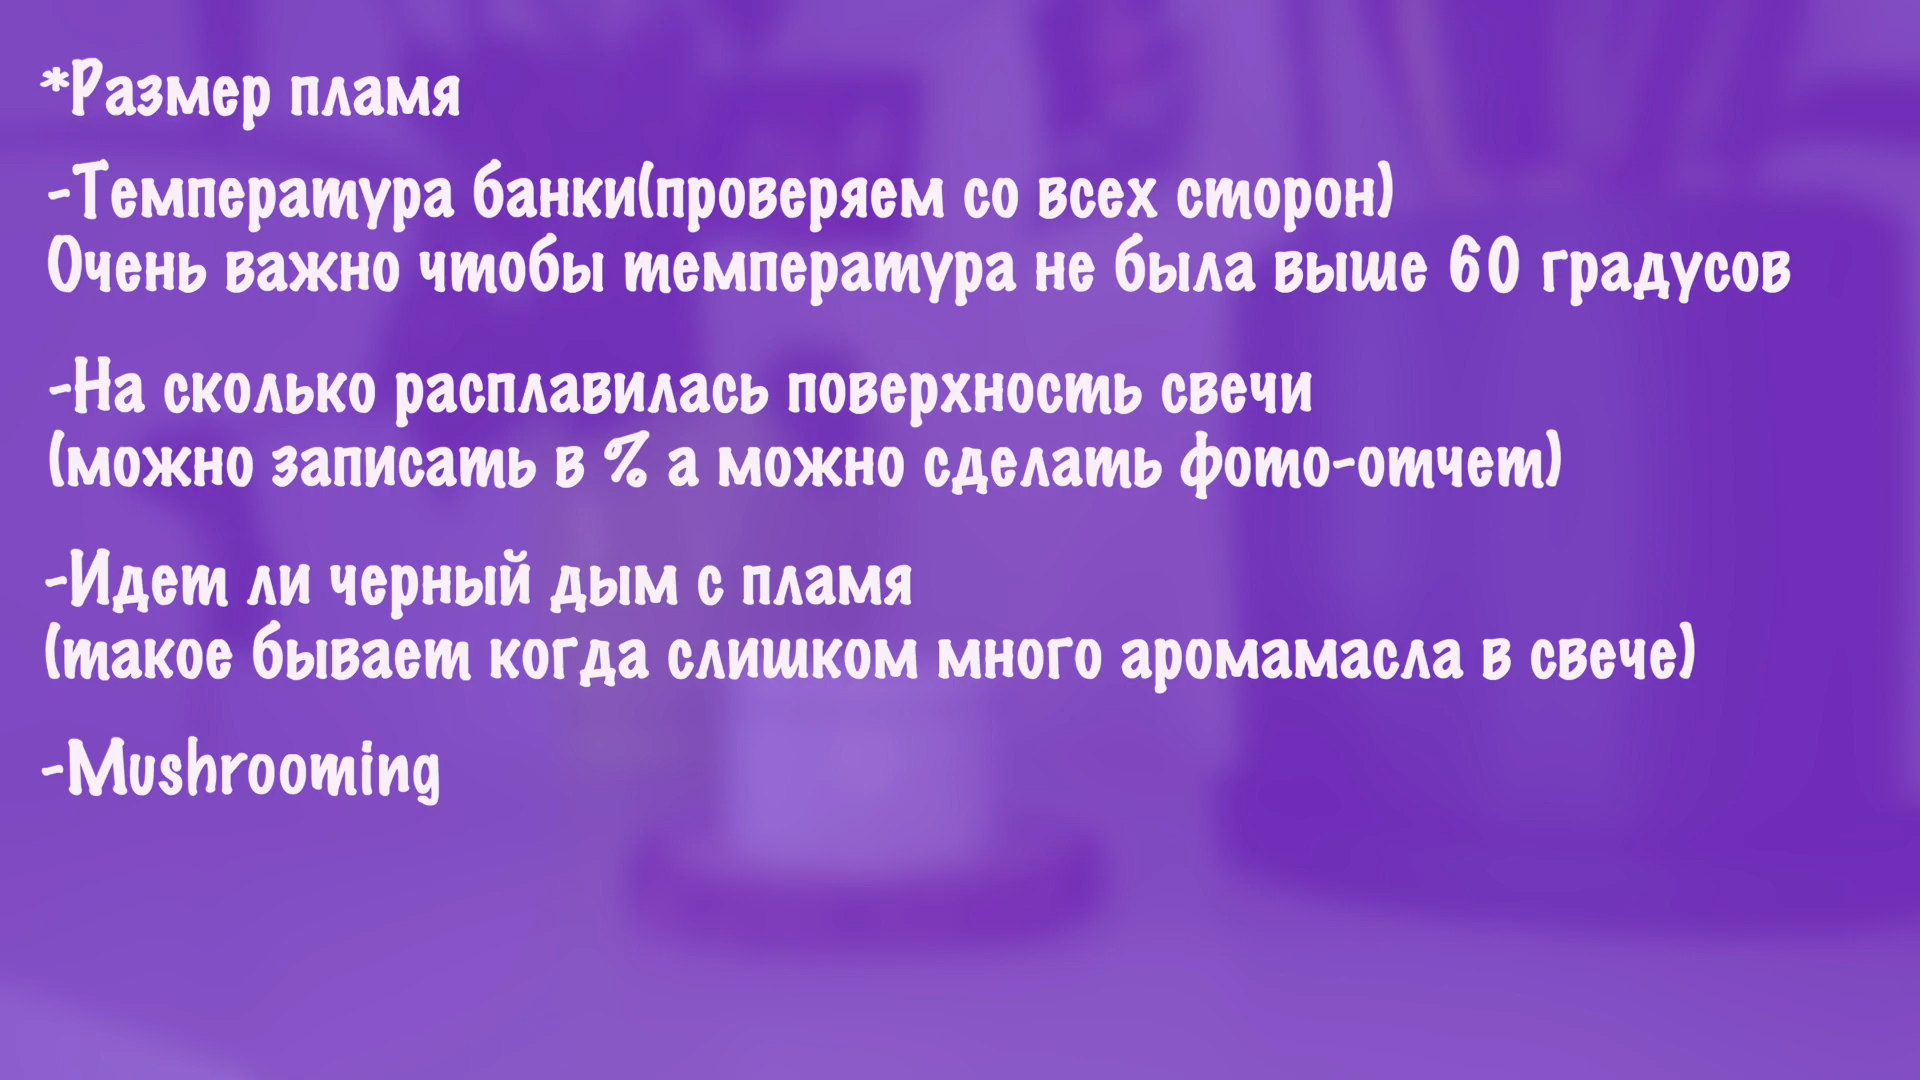 *Размер пламя
-Температура банки(проверяем со всех сторон)
Очень важно чтобы температура не была выше 60 градусов
-На сколько расплавилась поверхность свечи
(можно записать в % а можно сделать фото-отчет)
-Идет ли черный дым с пламя
(такое бывает когда слишком много аромамасла в свече)
-Mushrooming